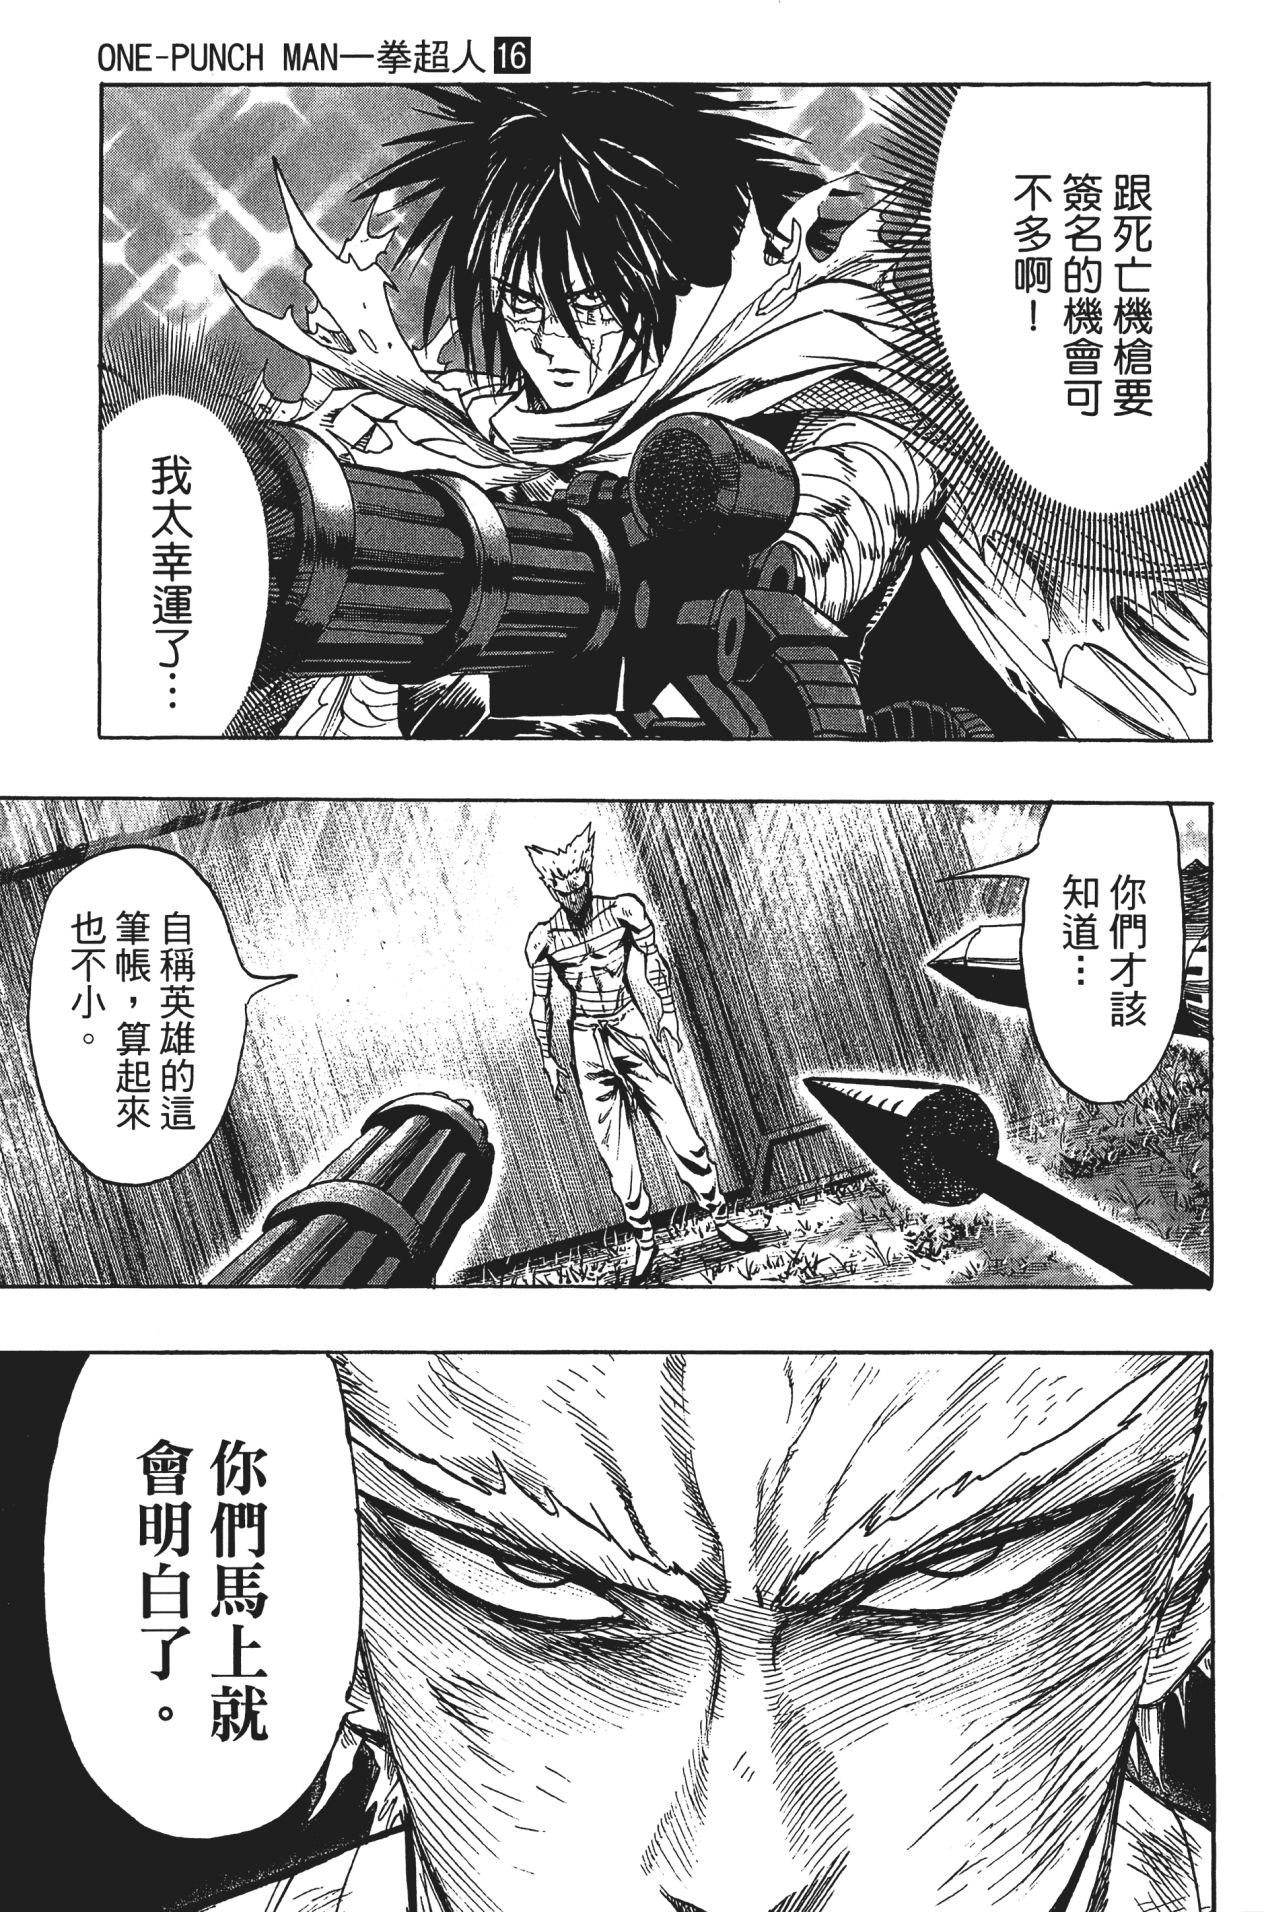 ONE-PUNCH MAN一拳超人16
跟死亡機槍要
簽名的機會可
不多啊！
我太幸運了…
你們才該
知道…
自稱英雄的這
筆帳，算起來
也不小。
你們馬上就
會明白了。